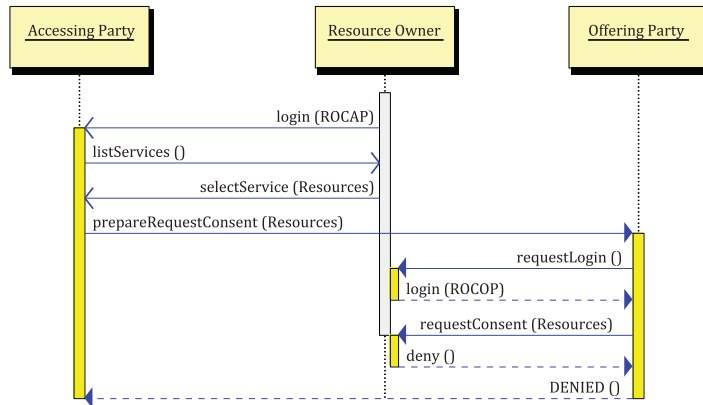 Accessing Party
Resource Owner
Offering Party
login (ROCAP)
listServices ()
selectService (Resources)
prepareRequestConsent (Resources)
requestLogin ()
login (ROCOP)
requestConsent (Resources)
deny ()
DENIED ()